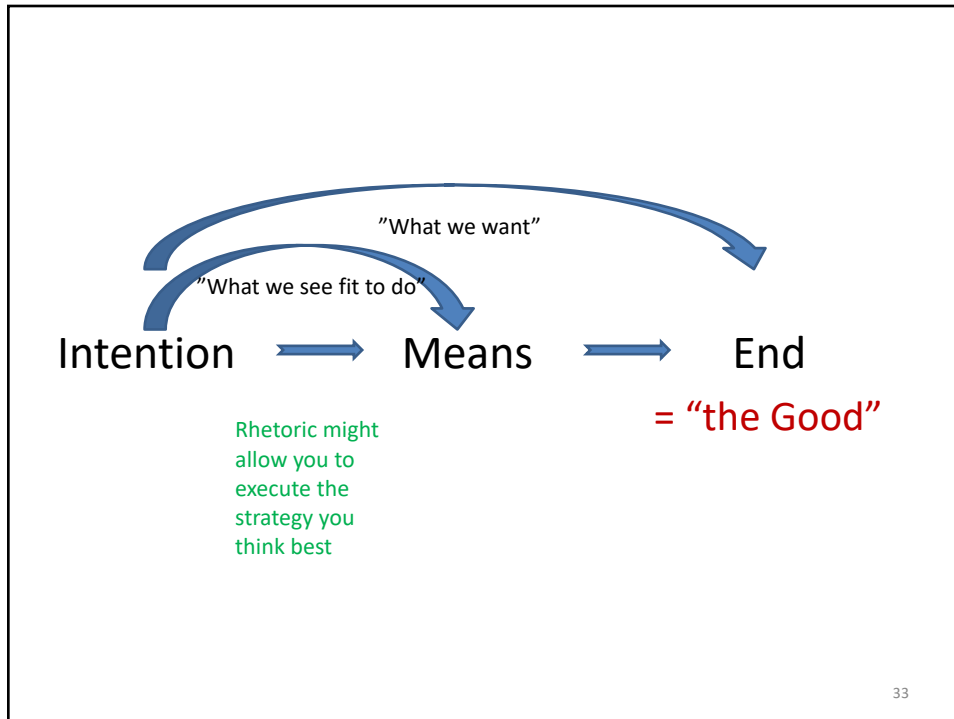 ”What we want”
”What we see fit to do”
Intention
Means
End
= “the Good”
Rhetoric might
allow you to
execute the
strategy you
think best
33